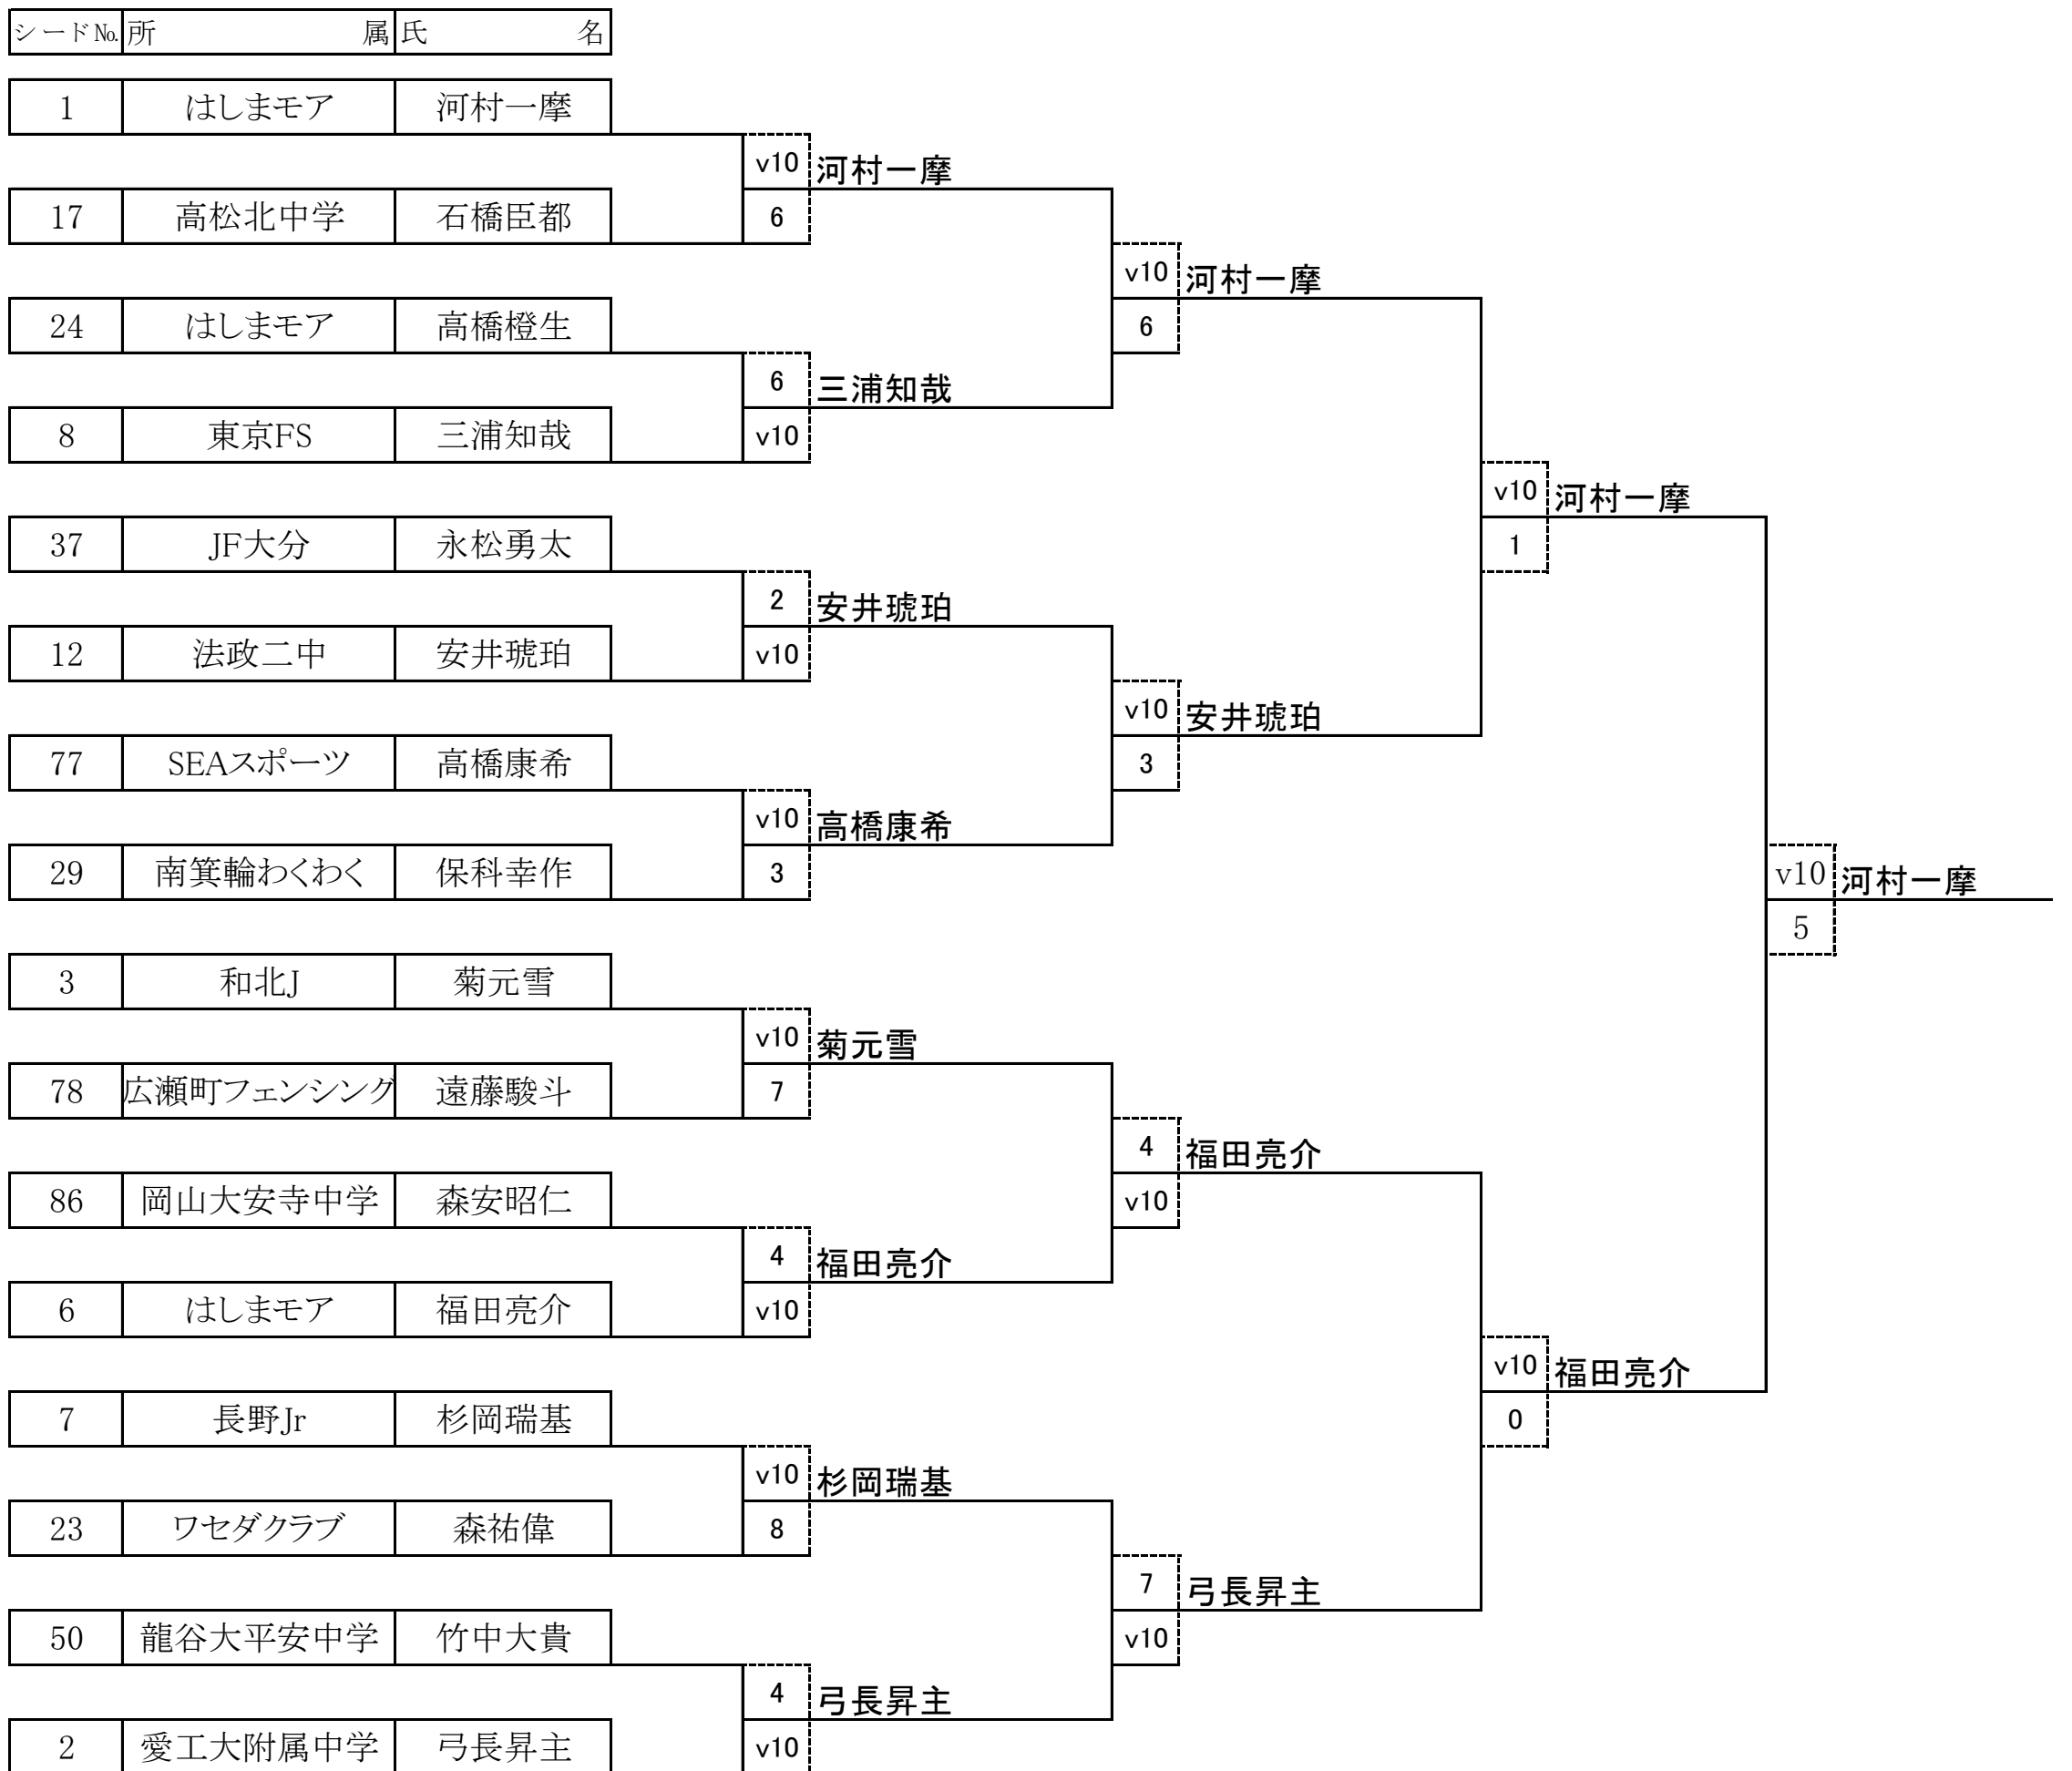 シードNo. 所属 氏名
1 はしまモア 河村一摩
v10 河村一摩
17 高松北中学 石橋臣都 6
v10 河村一摩
24 はしまモア 高橋橙生 6
6 三浦知哉
8 東京FS 三浦知哉 v10
v10 河村一摩
37 JF大分 永松勇太 1
2 安井琥珀
12 法政二中 安井琥珀 v10
v10 安井琥珀
77 SEAスポーツ 高橋康希 3
v10 高橋康希
29 南箕輪わくわく 保科幸作 3 v10 河村一摩
5
3 和北J 菊元雪
v10 菊元雪
78 広瀬町フェンシング 遠藤駿斗 7
4 福田亮介
86 岡山大安寺中学 森安昭仁 v10
4 福田亮介
6 はしまモア 福田亮介 v10
v10 福田亮介
7 長野Jr 杉岡瑞基 0
v10 杉岡瑞基
23 ワセダクラブ 森祐偉 8
7 弓長昇主
50 龍谷大平安中学 竹中大貴 v10
4 弓長昇主
2 愛工大附属中学 弓長昇主 v10